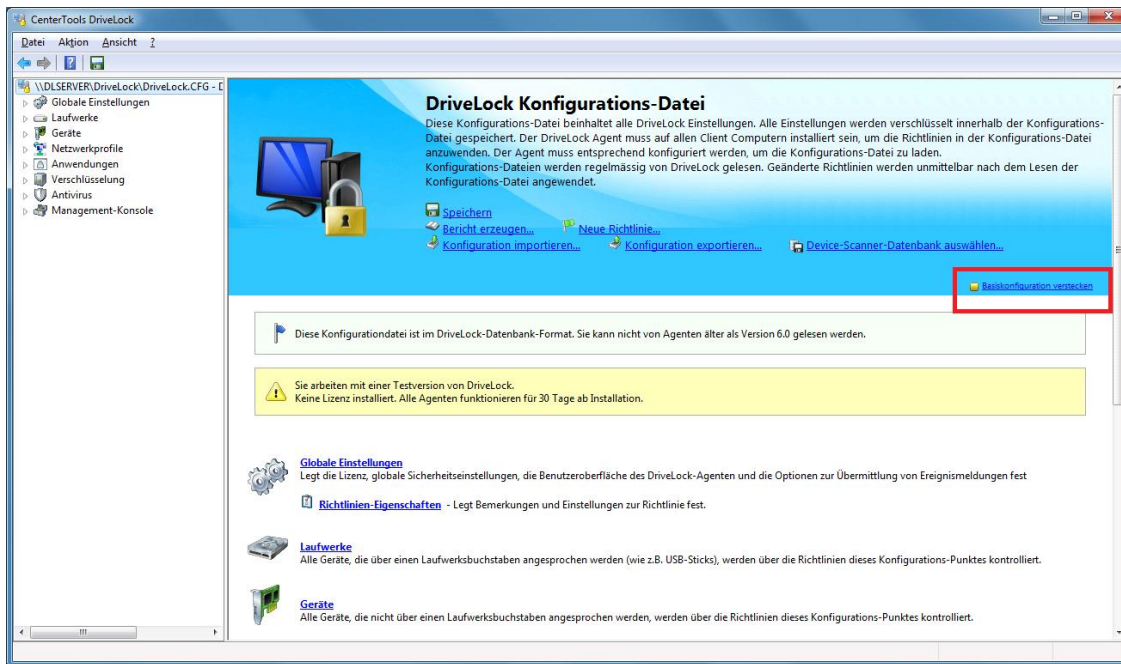 CenterTools DriveLock
Datei Aktion Ansicht ?
\\DLSERVER\DriveLock\DriveLock.CFG - D
Globale Einstellungen
Laufwerke
Geräte
Netzwerkprofile
Anwendungen
Verschlüsselung
Antivirus
Management-Konsole
DriveLock Konfigurations-Datei
Diese Konfigurations-Datei beinhaltet alle DriveLock Einstellungen. Alle Einstellungen werden verschlüsselt innerhalb der Konfigurations-
Datei gespeichert. Der DriveLock Agent muss auf allen Client Computern installiert sein, um die Richtlinien in der Konfigurations-Datei
anzuwenden. Der Agent muss entsprechend konfiguriert werden, um die Konfigurations-Datei zu laden.
Konfigurations-Dateien werden regelmässig von DriveLock gelesen. Geänderte Richtlinien werden unmittelbar nach dem Lesen der
Konfigurations-Datei angewendet.
Speichern
Bericht erzeugen... Neue Richtlinie...
Konfiguration importieren... Konfiguration exportieren... Device-Scanner-Datenbank auswählen...
Basiskonfiguration verstecken
Diese Konfigurationdatei ist im DriveLock-Datenbank-Format. Sie kann nicht von Agenten älter als Version 6.0 gelesen werden.
Sie arbeiten mit einer Testversion von DriveLock.
Keine Lizenz installiert. Alle Agenten funktionieren für 30 Tage ab Installation.
Globale Einstellungen
Legt die Lizenz, globale Sicherheitseinstellungen, die Benutzeroberfläche des DriveLock-Agenten und die Optionen zur Übermittlung von Ereignismeldungen fest
Richtlinien-Eigenschaften - Legt Bemerkungen und Einstellungen zur Richtlinie fest.
Laufwerke
Alle Geräte, die über einen Laufwerksbuchstaben angesprochen werden (wie z.B. USB-Sticks), werden über die Richtlinien dieses Konfigurations-Punktes kontrolliert.
Geräte
Alle Geräte, die nicht über einen Laufwerksbuchstaben angesprochen werden, werden über die Richtlinien dieses Konfigurations-Punktes kontrolliert.